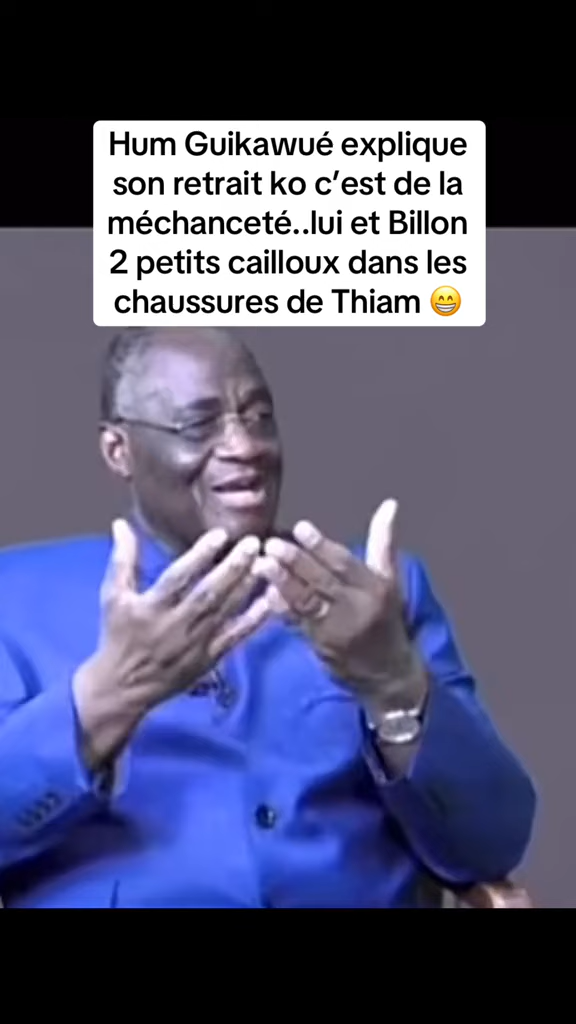 Hum Guikawué explique
son retrait ko c’est de la
méchanceté..lui et Billon
2 petits cailloux dans les
chaussures de Thiam 😁